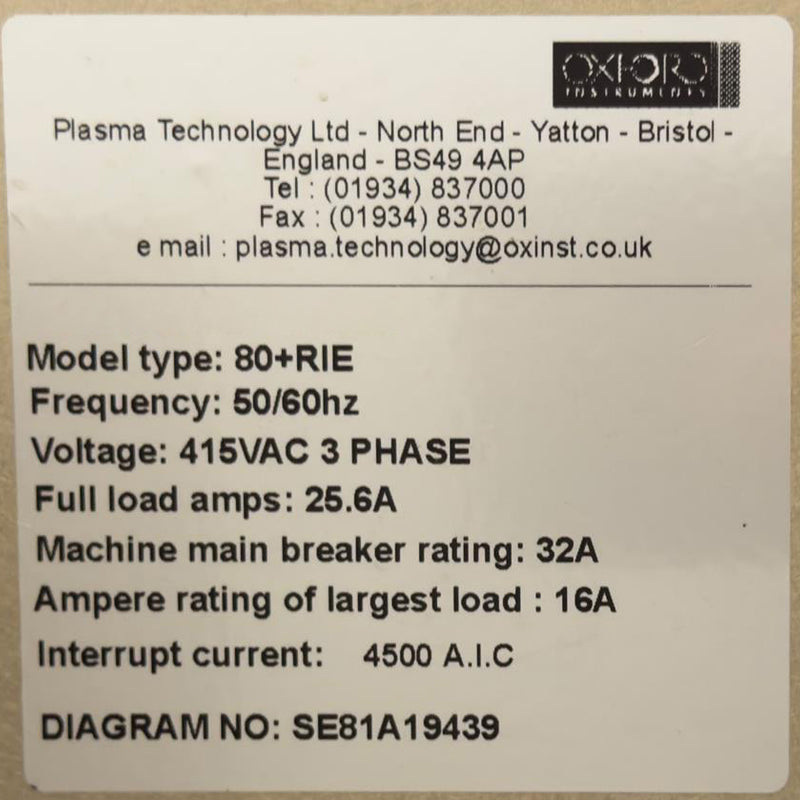 OXFORD
INSTRUMENTS
Plasma Technology Ltd - North End - Yatton - Bristol -
England - BS49 4AP
Tel : (01934) 837000
Fax : (01934) 837001
e mail : plasma.technology@oxinst.co.uk
Model type: 80+RIE
Frequency: 50/60hz
Voltage: 415VAC 3 PHASE
Full load amps: 25.6A
Machine main breaker rating: 32A
Ampere rating of largest load : 16A
Interrupt current: 4500 A.I.C
DIAGRAM NO: SE81A19439